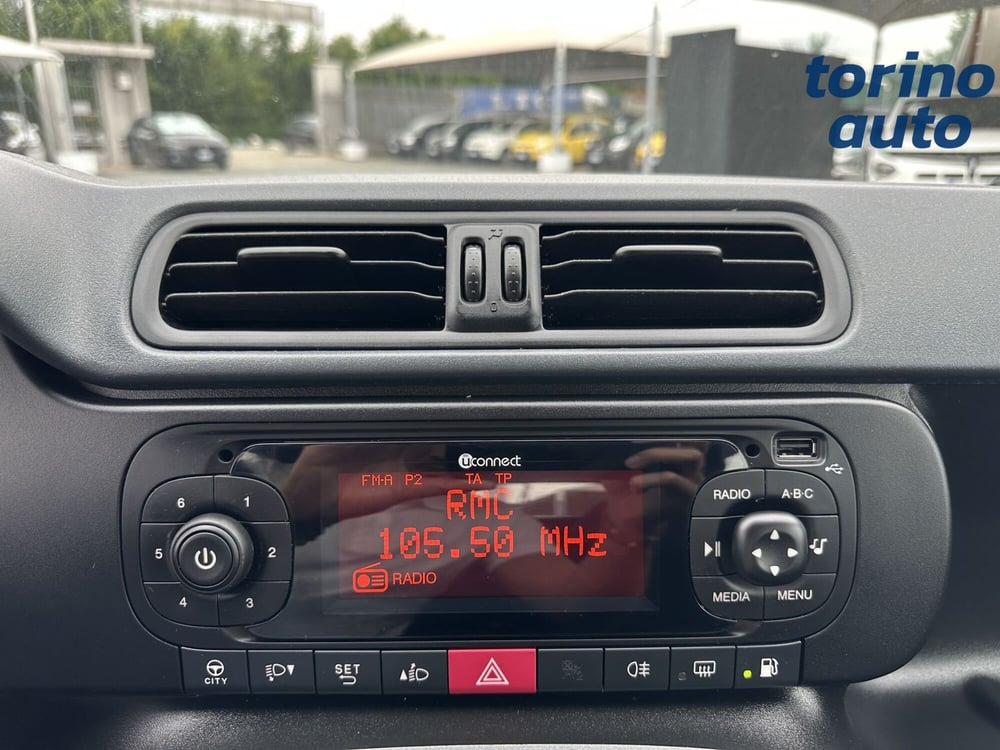 torino
auto
uconnect
FM-A P2 TA TP
RMC
105.50 MHz
RADIO
6 1
5 2
4 3
RADIO A·B·C
MEDIA MENU
CITY
SET